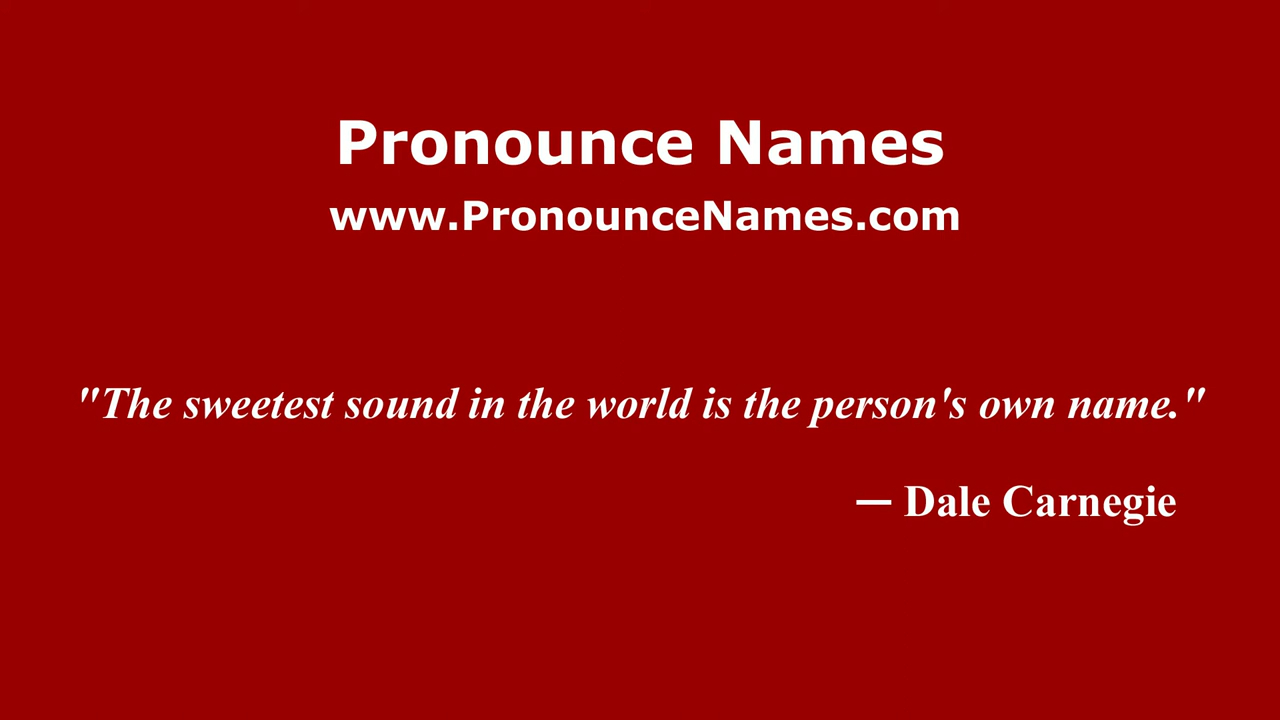 Pronounce Names
www.PronounceNames.com
"The sweetest sound in the world is the person's own name."
— Dale Carnegie